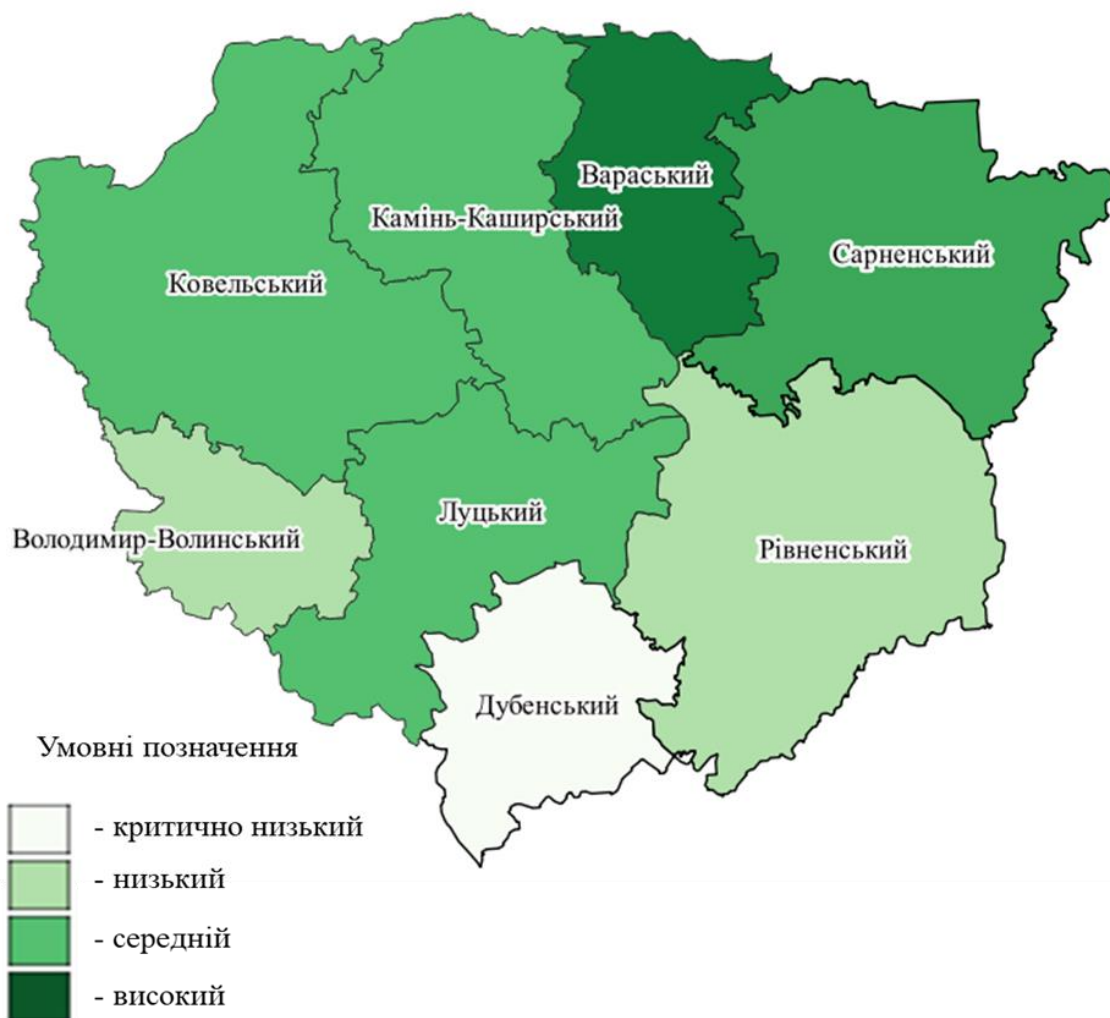 Вараський
Камінь-Каширський
Сарненський
Ковельський
Луцький
Володимир-Волинський
Рівненський
Дубенський
Умовні позначення
- критично низький
- низький
- середній
- високий